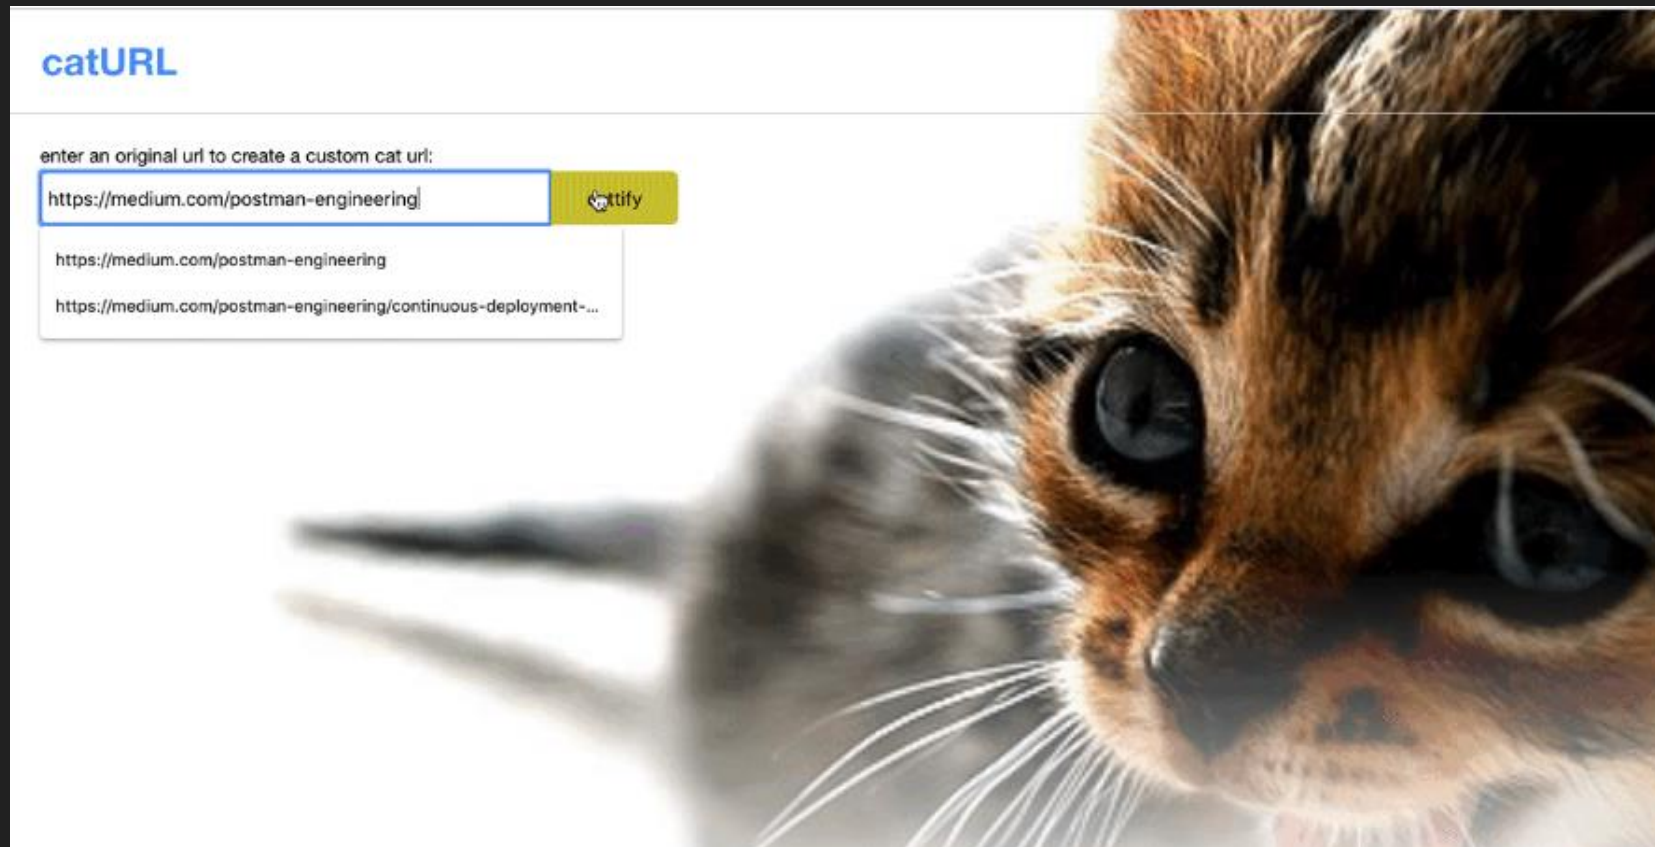 catURL
enter an original url to create a custom cat url:
https://medium.com/postman-engineering
https://medium.com/postman-engineering
https://medium.com/postman-engineering/continuous-deployment-...